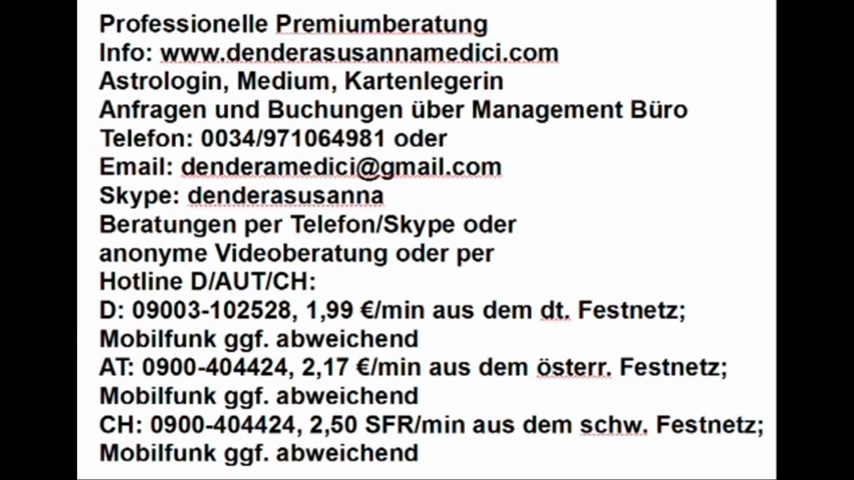 Professionelle Premiumberatung
Info: www.denderasusannamedici.com
Astrologin, Medium, Kartenlegerin
Anfragen und Buchungen über Management Büro
Telefon: 0034/971064981 oder
Email: denderamedici@gmail.com
Skype: denderasusanna
Beratungen per Telefon/Skype oder
anonyme Videoberatung oder per
Hotline D/AUT/CH:
D: 09003-102528, 1,99 €/min aus dem dt. Festnetz;
Mobilfunk ggf. abweichend
AT: 0900-404424, 2,17 €/min aus dem österr. Festnetz;
Mobilfunk ggf. abweichend
CH: 0900-404424, 2,50 SFR/min aus dem schw. Festnetz;
Mobilfunk ggf. abweichend